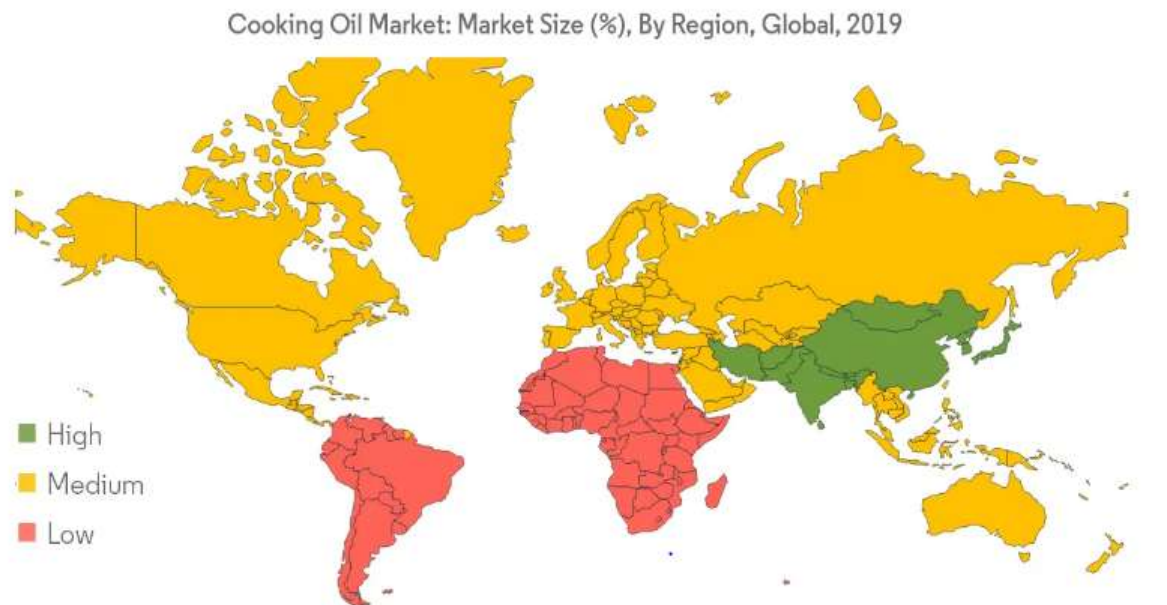 Cooking Oil Market: Market Size (%), By Region, Global, 2019
High
Medium
Low